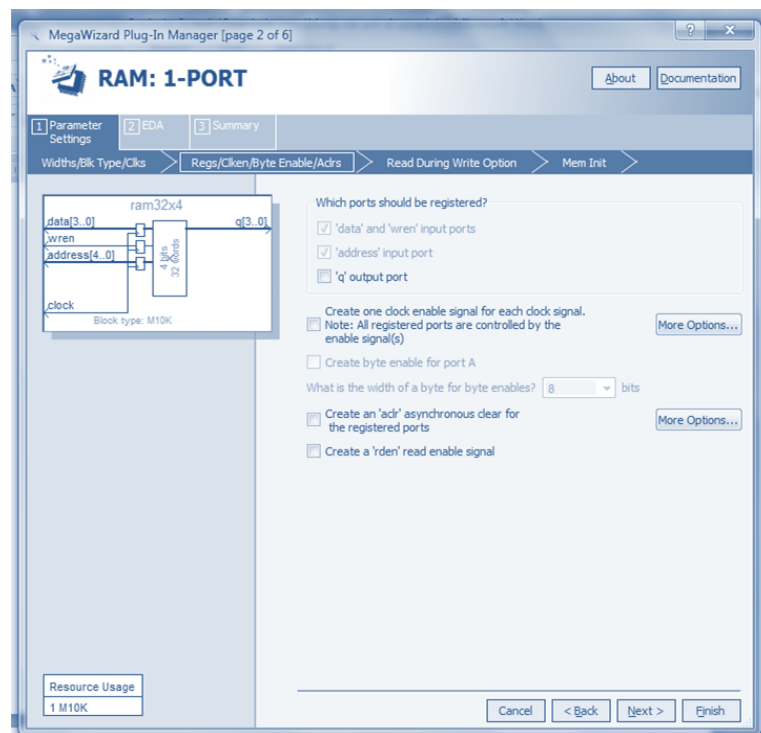 MegaWizard Plug-In Manager [page 2 of 6]
RAM: 1-PORT
About
Documentation
1 Parameter Settings
2 EDA
3 Summary
Widths/Blk Type/Clks
Regs/Clken/Byte Enable/Aclrs
Read During Write Option
Mem Init
ram32x4
data[3..0]
q[3..0]
wren
address[4..0]
4 bits
32 words
clock
Block type: M10K
Which ports should be registered?
'data' and 'wren' input ports
'address' input port
'q' output port
Create one clock enable signal for each clock signal.
Note: All registered ports are controlled by the
enable signal(s)
More Options...
Create byte enable for port A
What is the width of a byte for byte enables? 8 bits
Create an 'aclr' asynchronous clear for
the registered ports
More Options...
Create a 'rden' read enable signal
Resource Usage
1 M10K
Cancel
< Back
Next >
Finish